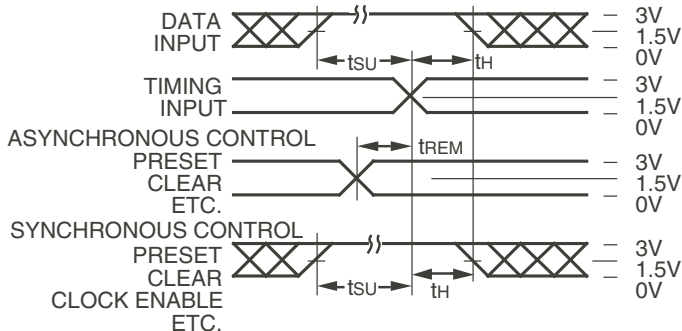 DATA INPUT
3V
1.5V
0V
tSU
tH
TIMING INPUT
3V
1.5V
0V
ASYNCHRONOUS CONTROL
PRESET
CLEAR
ETC.
tREM
3V
1.5V
0V
SYNCHRONOUS CONTROL
PRESET
CLEAR
CLOCK ENABLE
ETC.
tSU
tH
3V
1.5V
0V